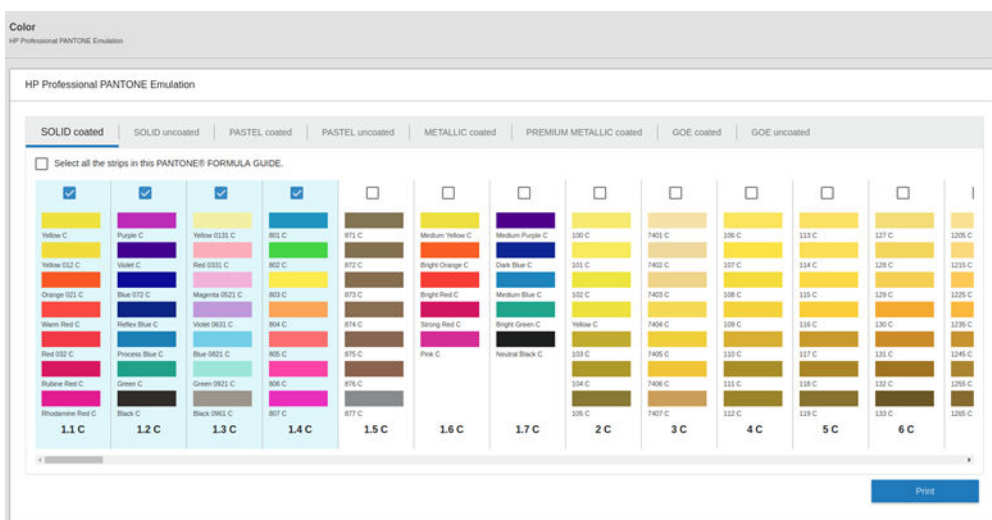 Color
HP Professional PANTONE Emulation
HP Professional PANTONE Emulation
SOLID coated SOLID uncoated PASTEL coated PASTEL uncoated METALLIC coated PREMIUM METALLIC coated GOE coated GOE uncoated
Select all the strips in this PANTONE® FORMULA GUIDE.
Yellow C Purple C Yellow 0131 C 801 C 871 C Medium Yellow C Medium Purple C 100 C 7401 C 106 C 113 C 127 C 1205 C
Yellow 012 C Violet C Red 0331 C 802 C 872 C Bright Orange C Dark Blue C 101 C 7402 C 107 C 114 C 128 C 1215 C
Orange 021 C Blue 072 C Magenta 0521 C 803 C 873 C Bright Red C Medium Blue C 102 C 7403 C 108 C 115 C 129 C 1225 C
Warm Red C Reflex Blue C Violet 0631 C 804 C 874 C Strong Red C Bright Green C Yellow C 7404 C 109 C 116 C 130 C 1235 C
Red 032 C Process Blue C Blue 0821 C 805 C 875 C Pink C Neutral Black C 103 C 7405 C 110 C 117 C 131 C 1245 C
Rubine Red C Green C Green 0921 C 806 C 876 C 104 C 7406 C 111 C 118 C 132 C 1255 C
Rhodamine Red C Black C Black 0961 C 807 C 877 C 105 C 7407 C 112 C 119 C 133 C 1265 C
1.1 C 1.2 C 1.3 C 1.4 C 1.5 C 1.6 C 1.7 C 2 C 3 C 4 C 5 C 6 C
Print